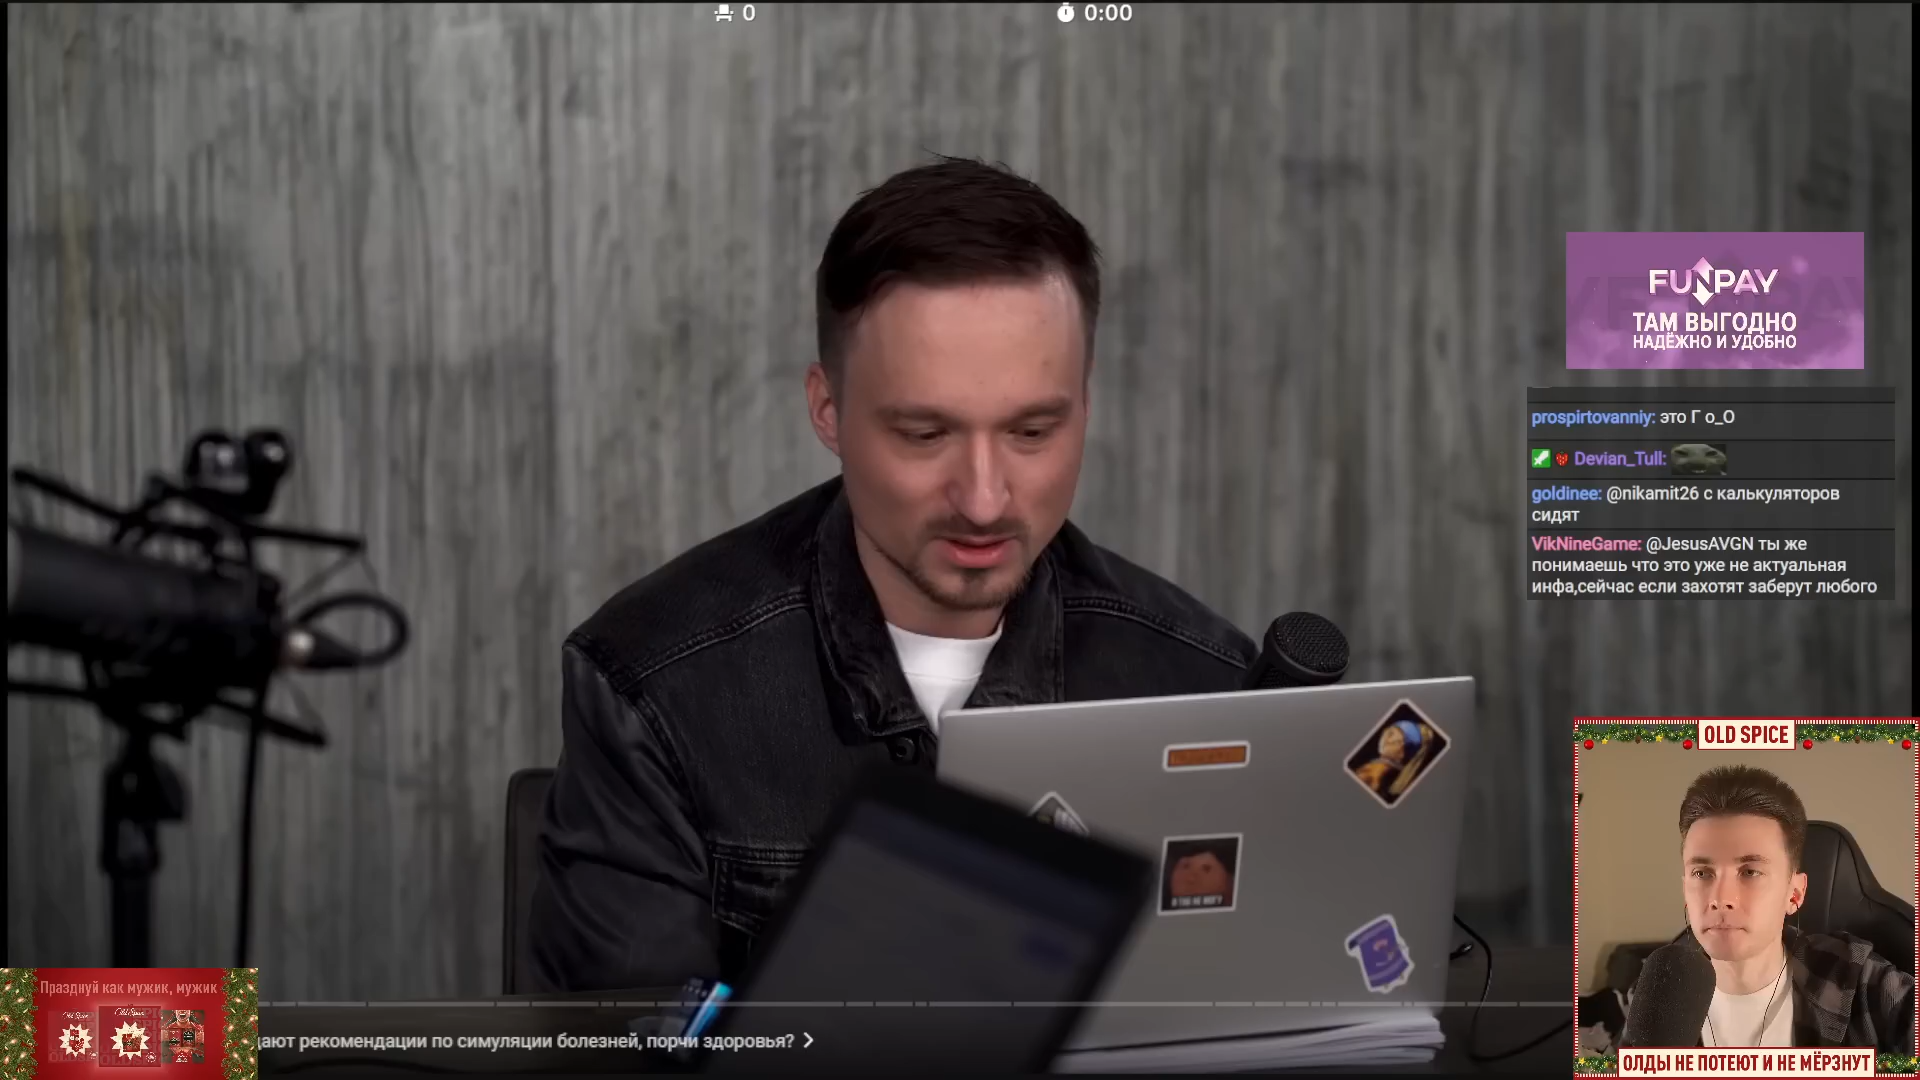 0
0:00
FUNPAY
ТАМ ВЫГОДНО
НАДЁЖНО И УДОБНО
prospirtovanniy: это Г о_О
Devian_Tull:
goldinee: @nikamit26 с калькуляторов
сидят
VikNineGame: @JesusAVGN ты же
понимаешь что это уже не актуальная
инфа,сейчас если захотят заберут любого
OLD SPICE
Празднуй как мужик, мужик
Old Spice
дают рекомендации по симуляции болезней, порчи здоровья?
ОЛДЫ НЕ ПОТЕЮТ И НЕ МЁРЗНУТ